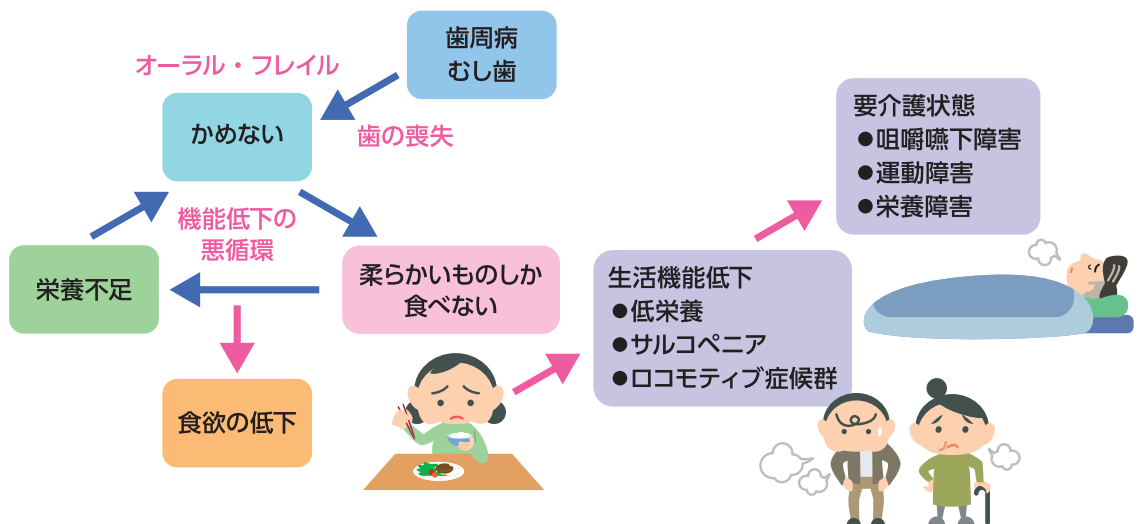 歯周病
むし歯
オーラル・フレイル
かめない
歯の喪失
機能低下の
悪循環
柔らかいものしか
食べない
栄養不足
食欲の低下
生活機能低下
●低栄養
●サルコペニア
●ロコモティブ症候群
要介護状態
●咀嚼嚥下障害
●運動障害
●栄養障害